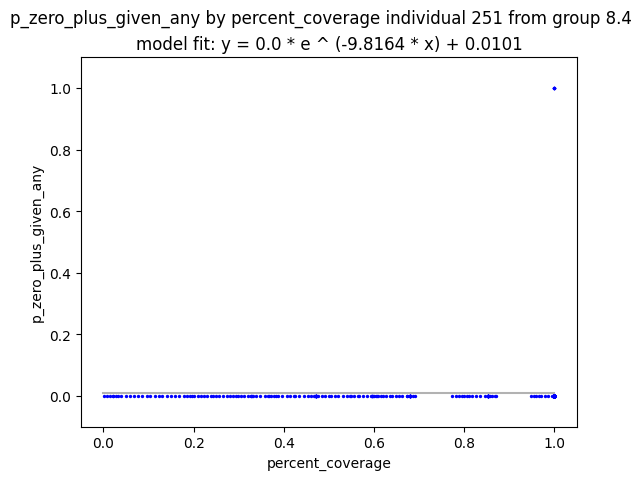 p_zero_plus_given_any by percent_coverage individual 251 from group 8.4
model fit: y = 0.0 * e ^ (-9.8164 * x) + 0.0101
1.0
0.8
0.6
0.4
0.2
0.0
p_zero_plus_given_any
0.0 0.2 0.4 0.6 0.8 1.0
percent_coverage